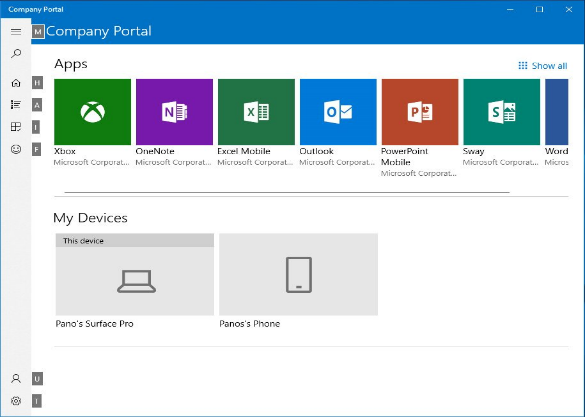 Company Portal
M Company Portal
Apps
Show all
H
A
I
F
N
X
O
P
S
Xbox
OneNote
Excel Mobile
Outlook
PowerPoint Mobile
Sway
Word
Microsoft Corporat...
Microsoft Corporat...
Microsoft Corporat...
Microsoft Corporat...
Microsoft Corporat...
Microsoft Corporat...
Micros
My Devices
This device
Pano's Surface Pro
Panos's Phone
U
T